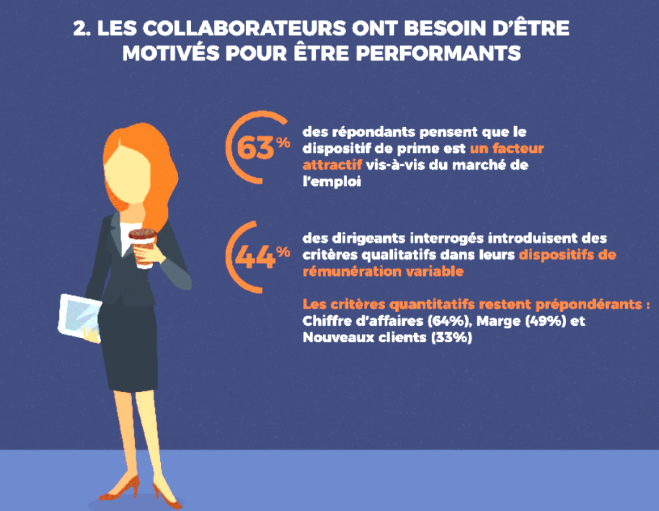 2. LES COLLABORATEURS ONT BESOIN D'ÊTRE
MOTIVÉS POUR ÊTRE PERFORMANTS
63%
des répondants pensent que le
dispositif de prime est un facteur
attractif vis-à-vis du marché de
l'emploi
44%
des dirigeants interrogés introduisent des
critères qualitatifs dans leurs dispositifs de
rémunération variable
Les critères quantitatifs restent prépondérants :
Chiffre d'affaires (64%), Marge (49%) et
Nouveaux clients (33%)